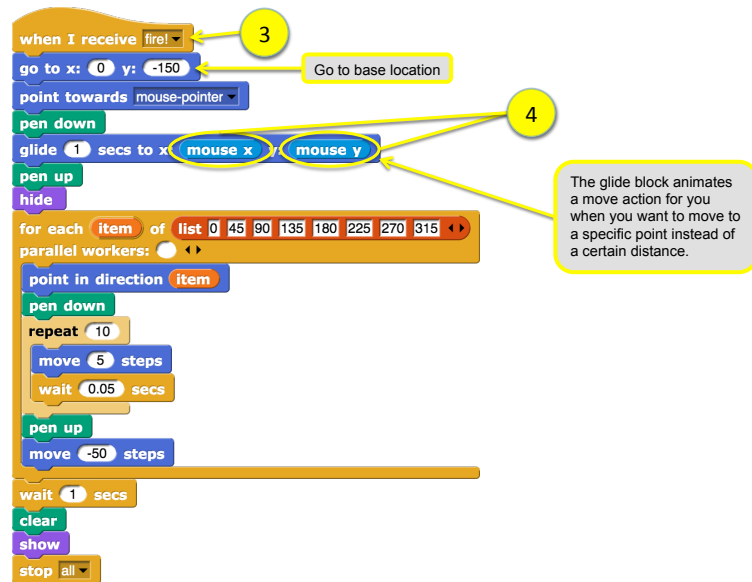 when I receive fire!
3
go to x: 0 y: -150
Go to base location
point towards mouse-pointer
pen down
4
glide 1 secs to x: mouse x y: mouse y
pen up
hide
The glide block animates
a move action for you
when you want to move to
a specific point instead of
a certain distance.
for each item of list 0 45 90 135 180 225 270 315
parallel workers:
point in direction item
pen down
repeat 10
move 5 steps
wait 0.05 secs
pen up
move -50 steps
wait 1 secs
clear
show
stop all